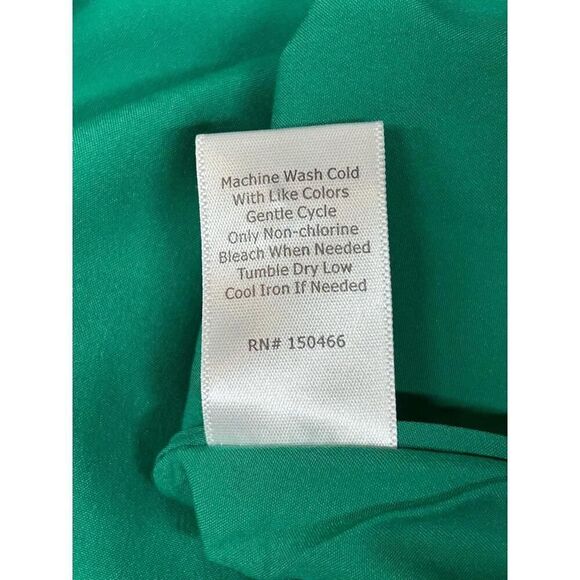 Machine Wash Cold
With Like Colors
Gentle Cycle
Only Non-chlorine
Bleach When Needed
Tumble Dry Low
Cool Iron If Needed
RN# 150466